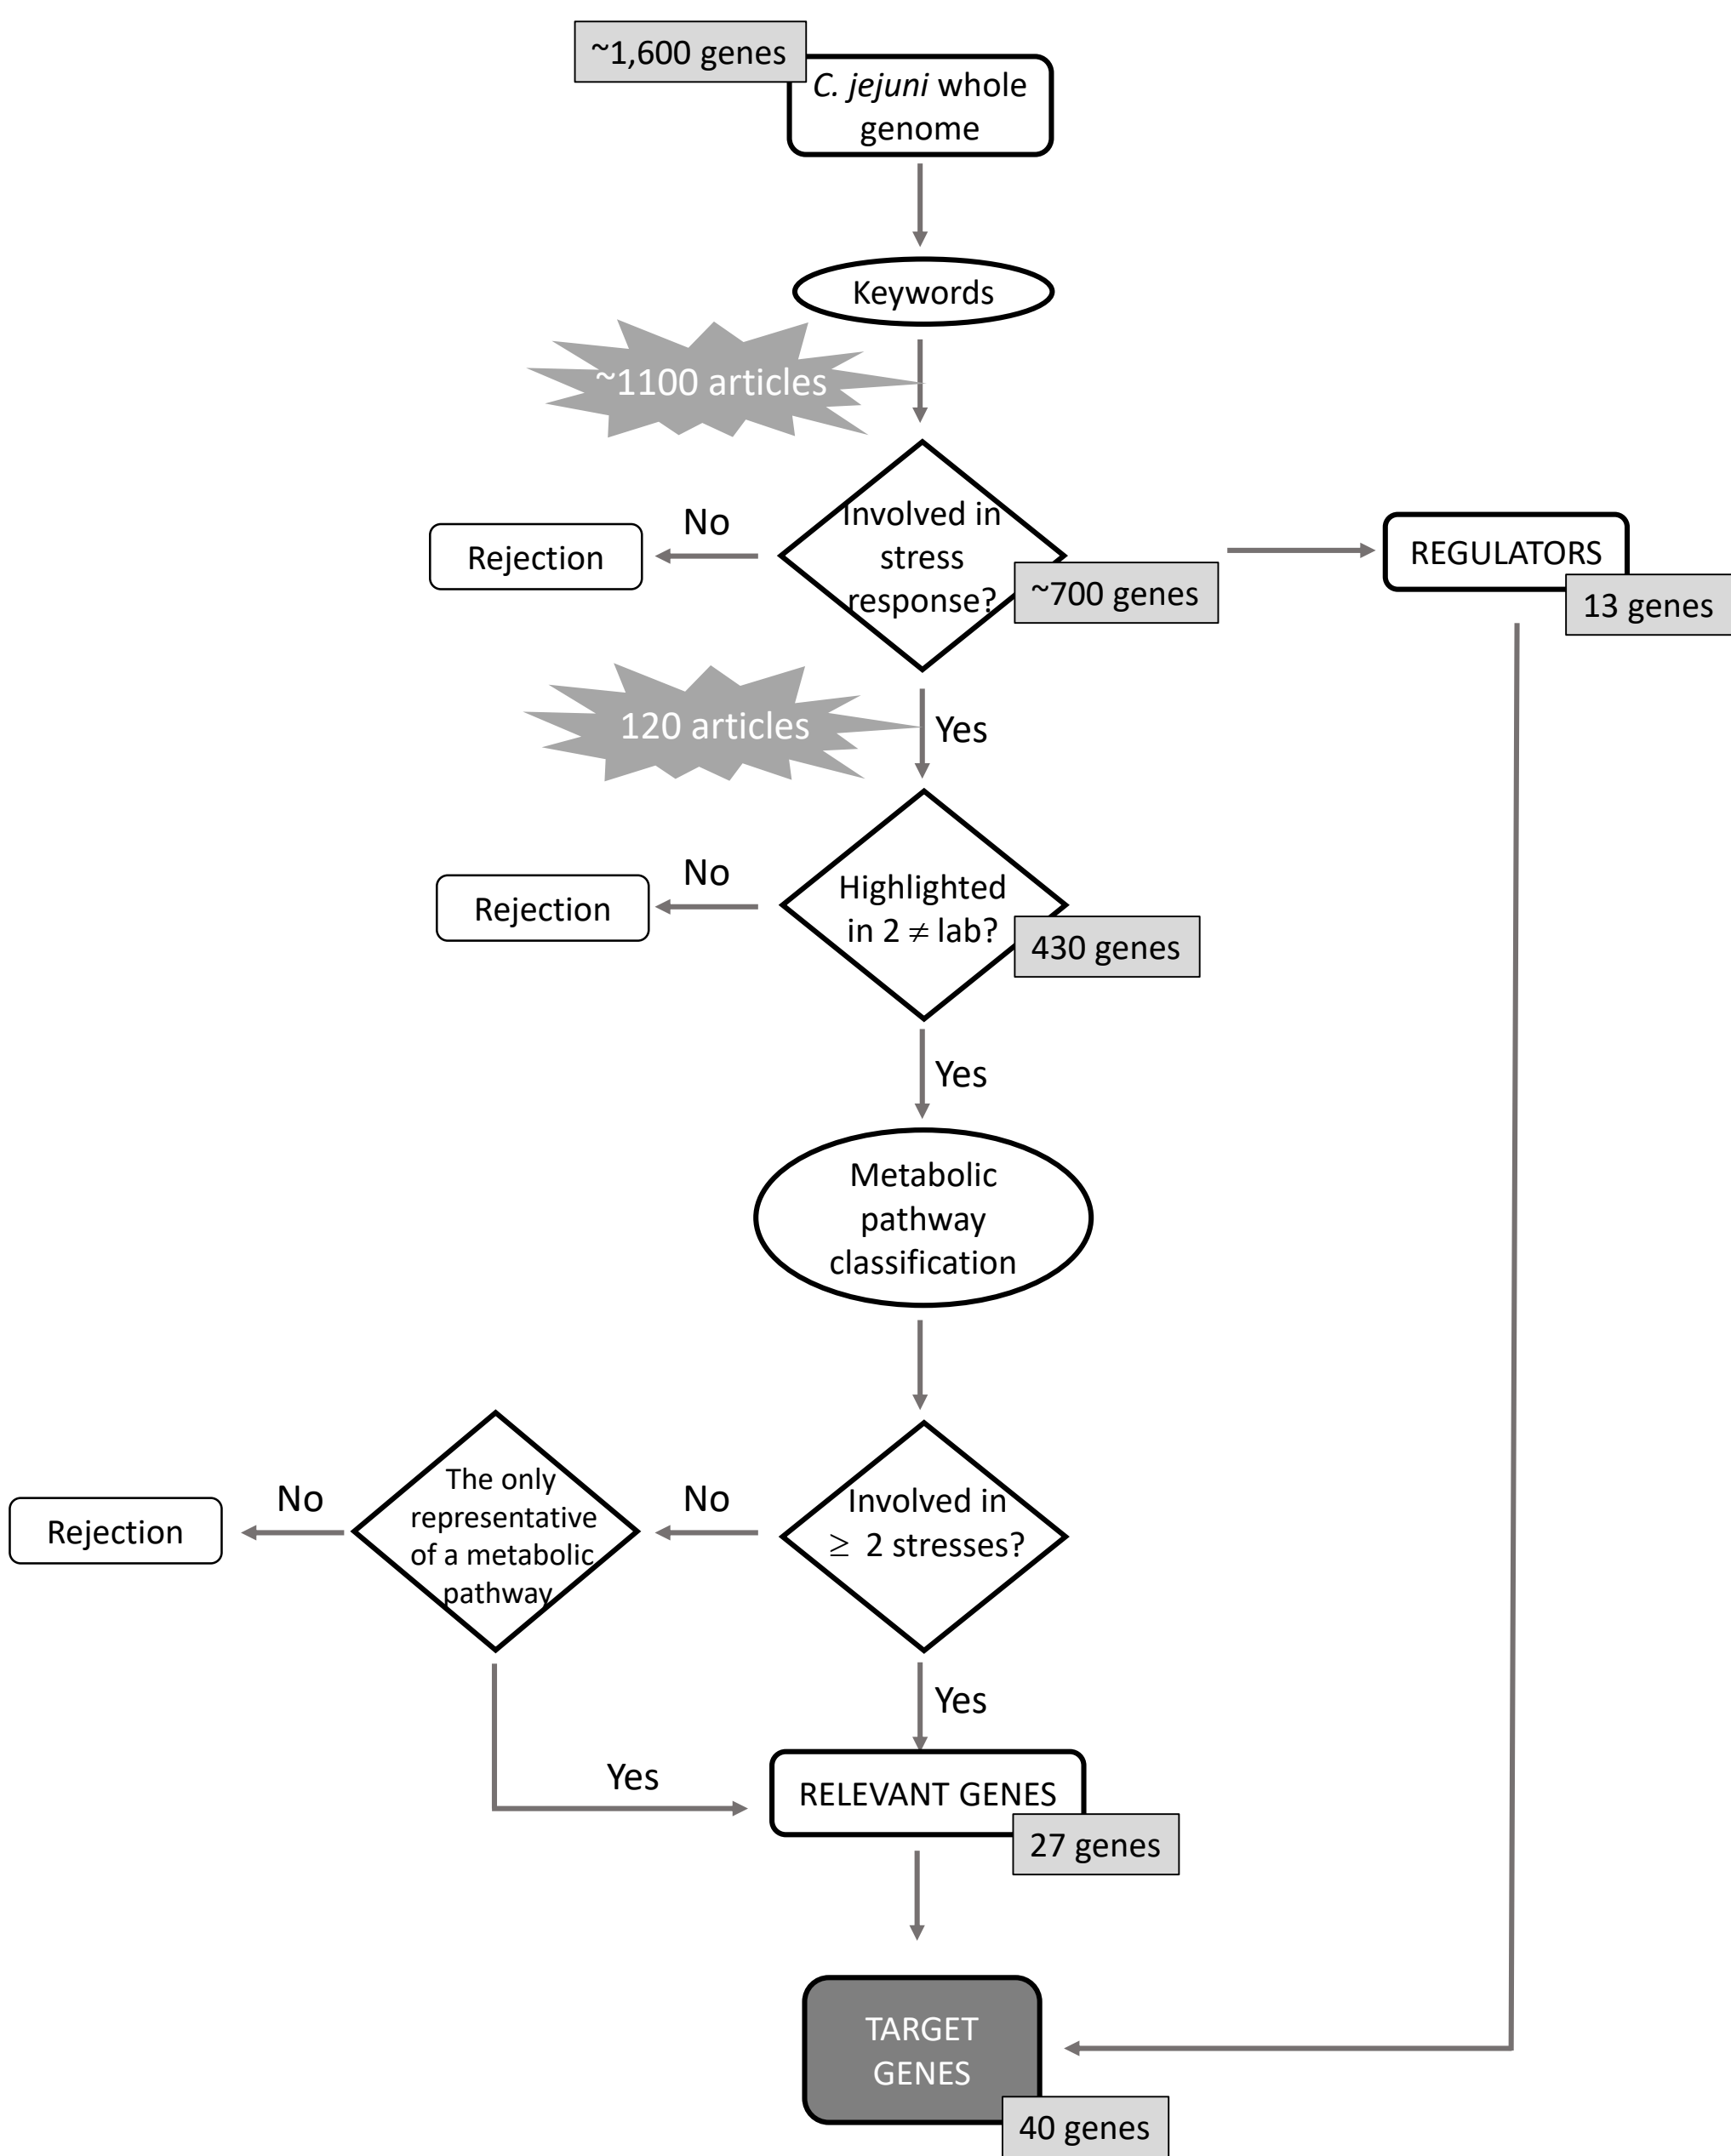 ~1,600 genes
C. jejuni whole
genome
Keywords
~1100 articles
Involved in
stress
response?
~700 genes
No
Rejection
REGULATORS
13 genes
120 articles
Yes
Highlighted
in 2 ≠ lab?
430 genes
No
Rejection
Yes
Metabolic
pathway
classification
Involved in
≥ 2 stresses?
No
The only
representative
of a metabolic
pathway
No
Rejection
Yes
Yes
RELEVANT GENES
27 genes
TARGET
GENES
40 genes